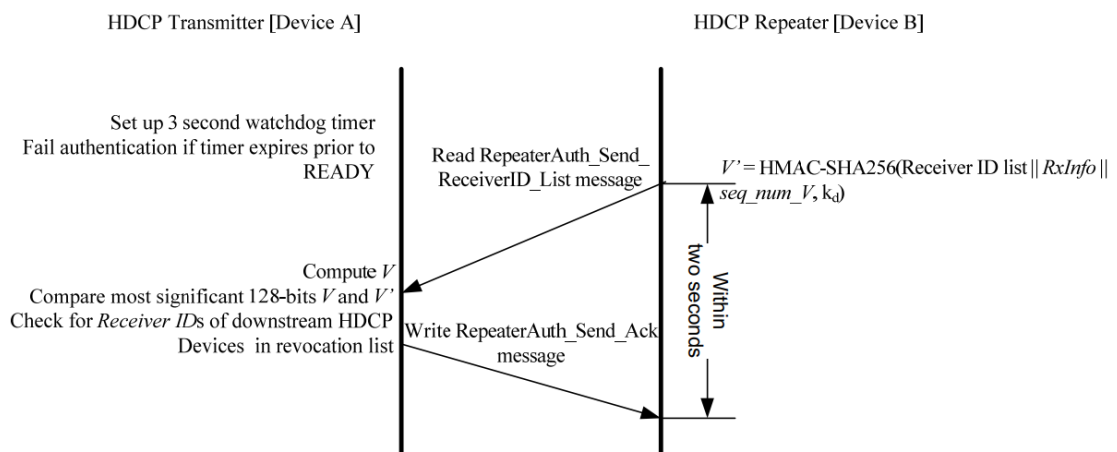 HDCP Transmitter [Device A]
HDCP Repeater [Device B]
Set up 3 second watchdog timer
Fail authentication if timer expires prior to
READY
Read RepeaterAuth_Send_
ReceiverID_List message
V’ = HMAC-SHA256(Receiver ID list || RxInfo ||
seq_num_V, kd)
Within
two seconds
Compute V
Compare most significant 128-bits V and V’
Check for Receiver IDs of downstream HDCP
Devices in revocation list
Write RepeaterAuth_Send_Ack
message